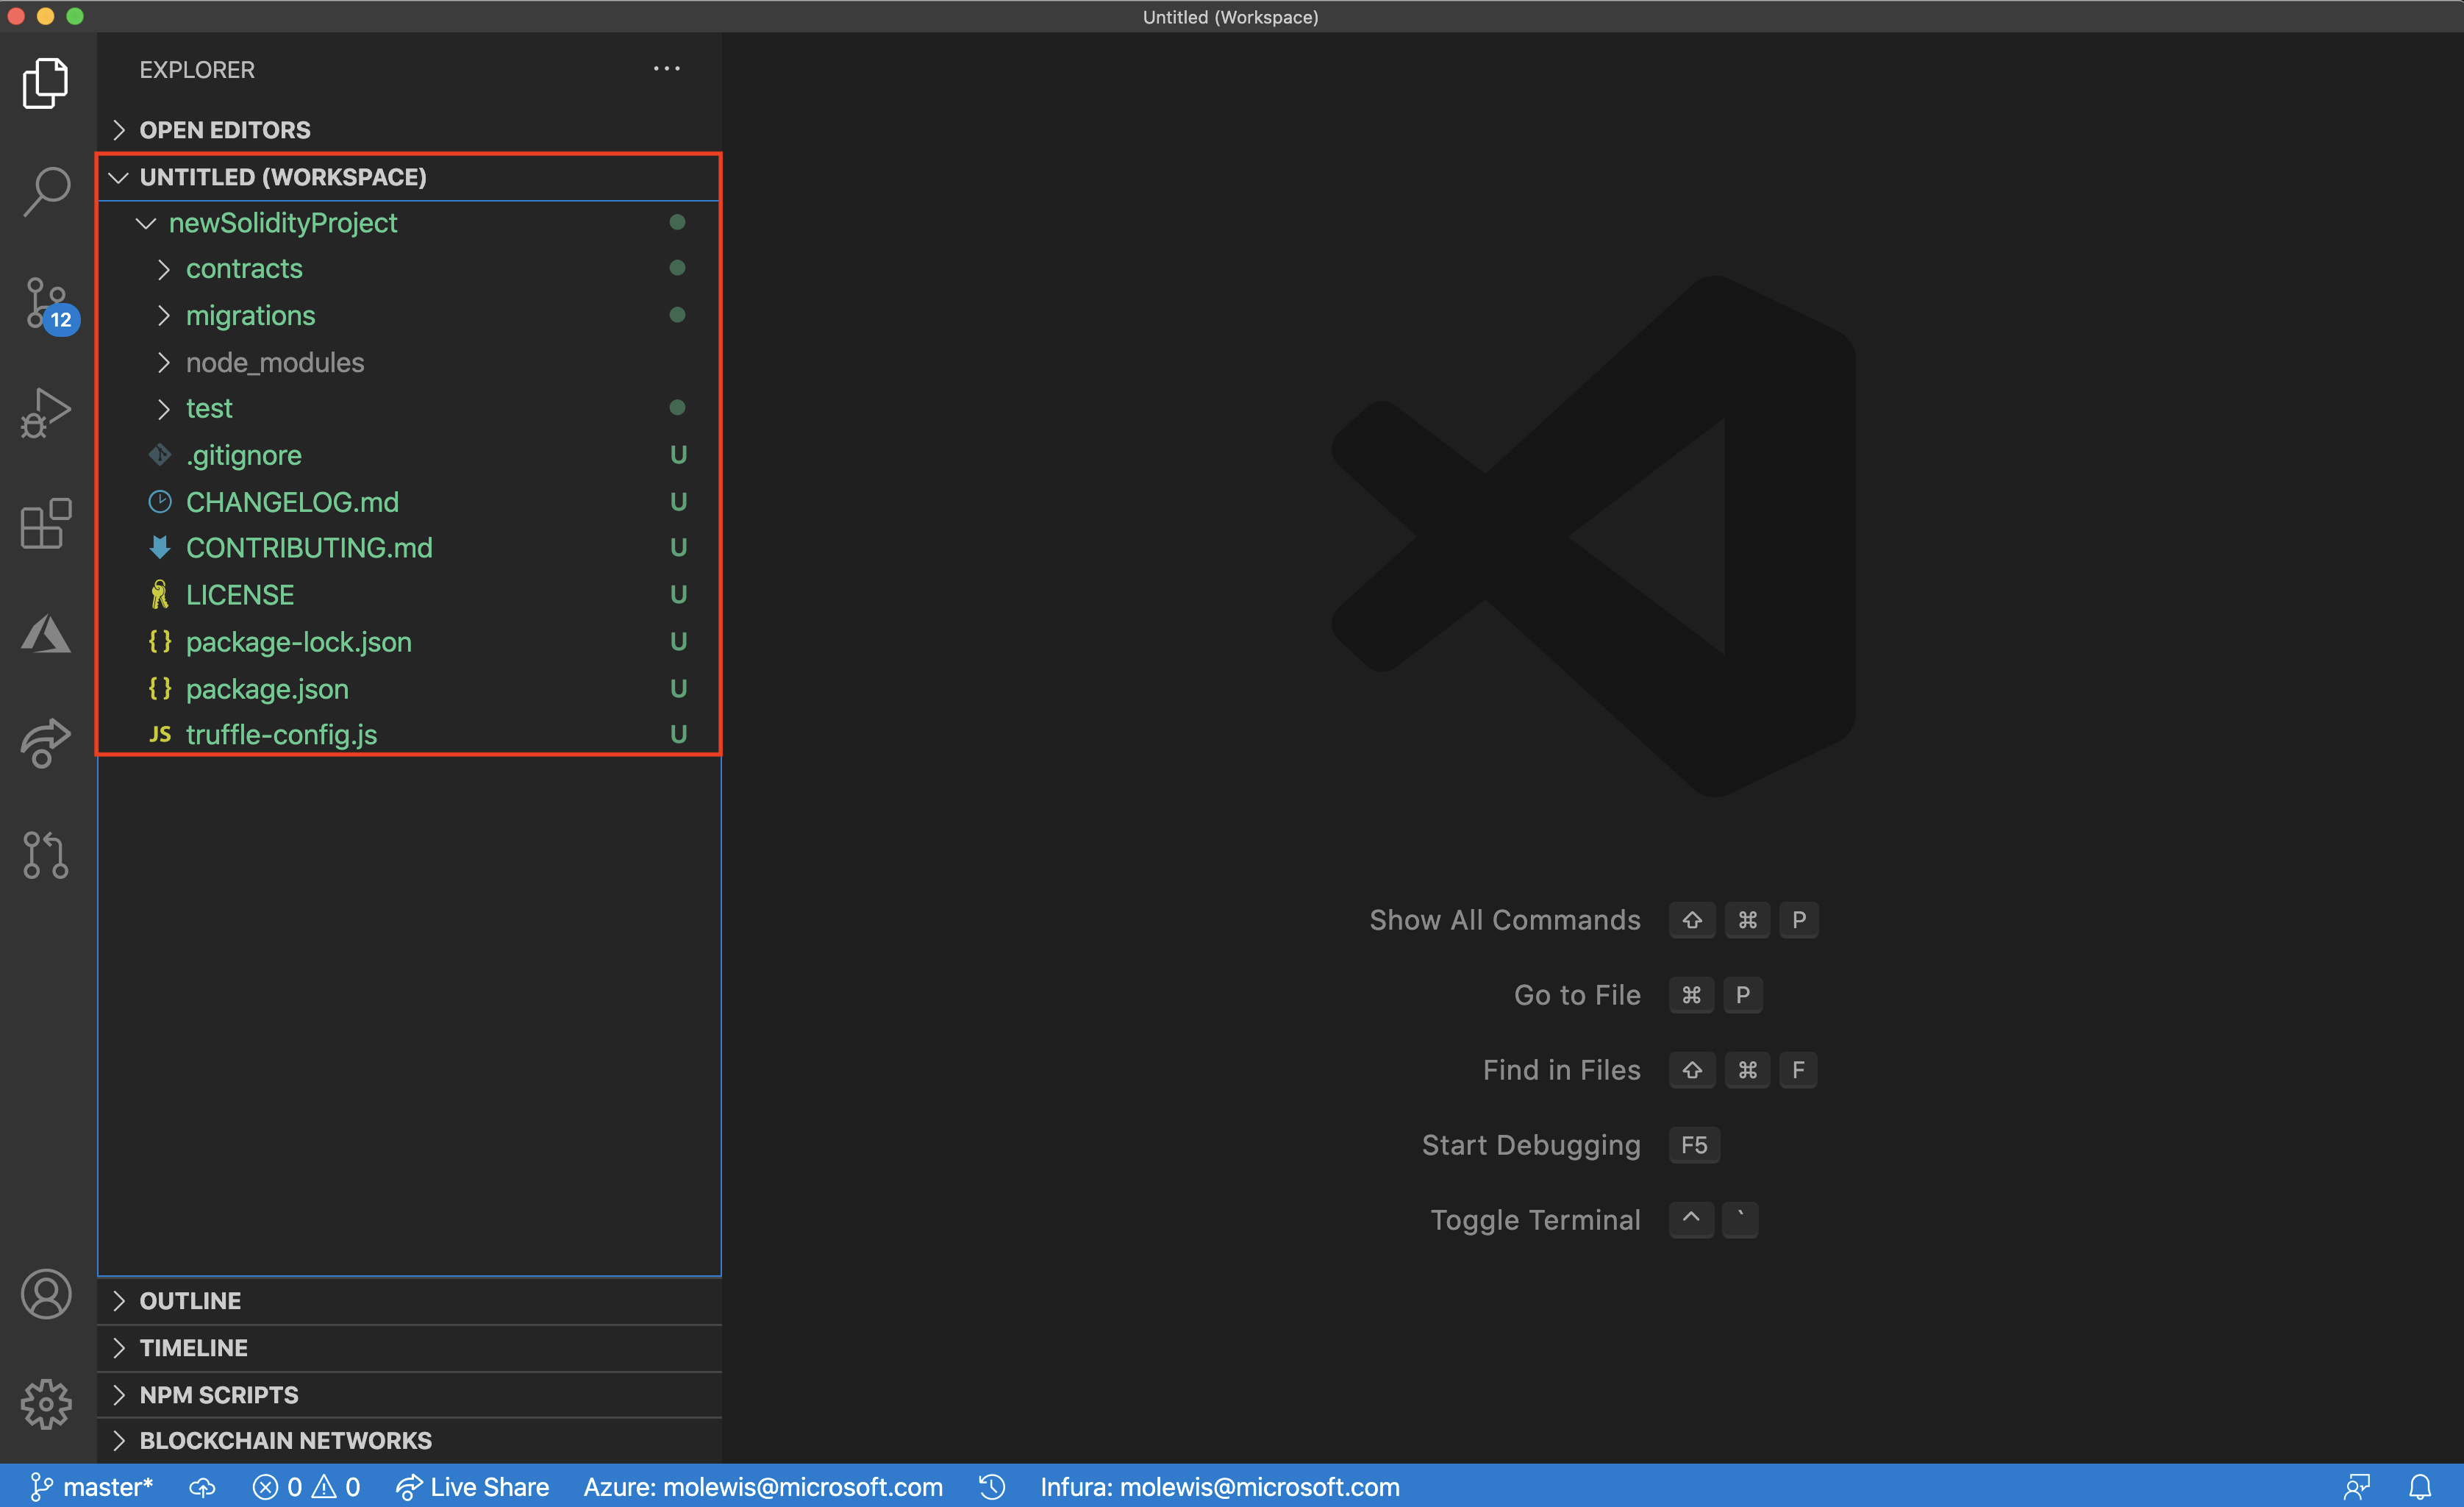 Untitled (Workspace)
EXPLORER
OPEN EDITORS
UNTITLED (WORKSPACE)
newSolidityProject
contracts
migrations
12
node_modules
test
.gitignore U
CHANGELOG.md U
CONTRIBUTING.md U
LICENSE U
{} package-lock.json U
{} package.json U
JS truffle-config.js U
Show All Commands ⇧ ⌘ P
Go to File ⌘ P
Find in Files ⇧ ⌘ F
Start Debugging F5
Toggle Terminal ^ `
OUTLINE
TIMELINE
NPM SCRIPTS
BLOCKCHAIN NETWORKS
master* 0 0 Live Share Azure: molewis@microsoft.com Infura: molewis@microsoft.com